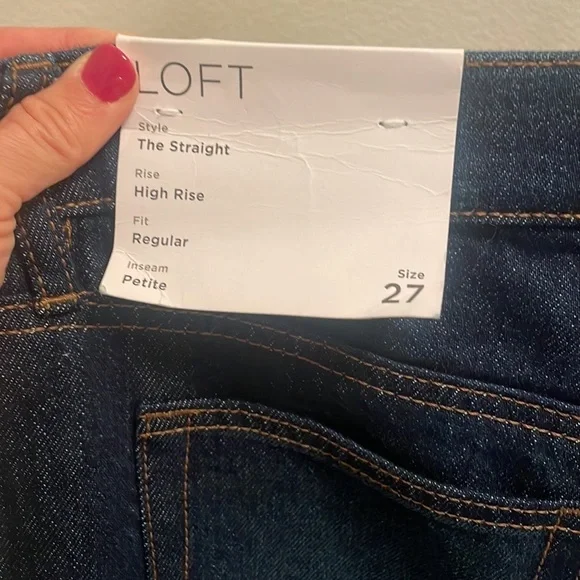 LOFT
Style
The Straight
Rise
High Rise
Fit
Regular
Inseam
Petite
Size
27